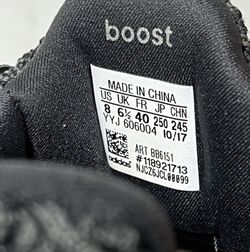 boost
MADE IN CHINA
US UK FR JP CHN
8 6½ 40 250 245
YYJ 606004 10/17
ART BB6151
#118921713
adidas NJCZ6JCL00099